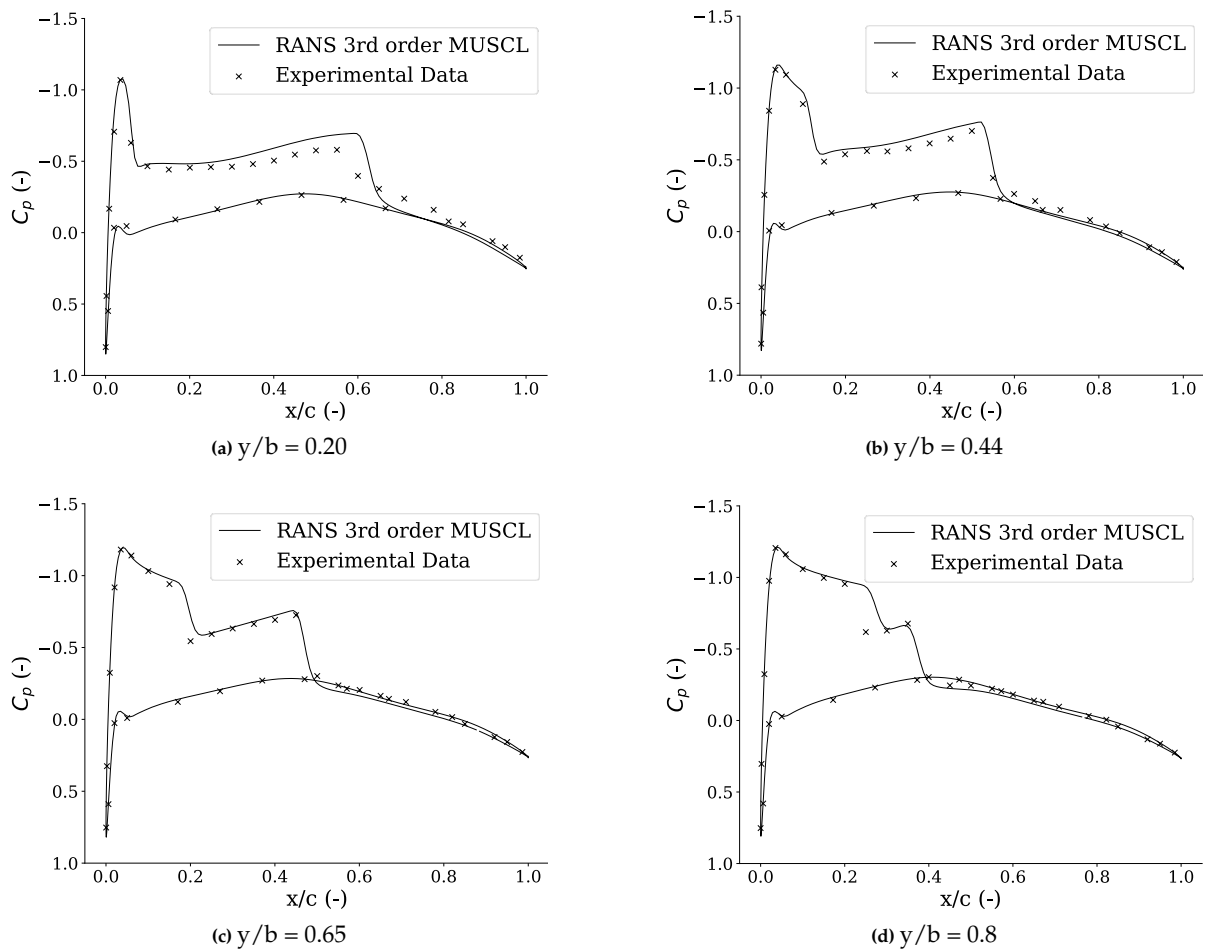 −1.5
−1.0
−0.5
0.0
0.5
1.0
Cp (-)
RANS 3rd order MUSCL
Experimental Data
0.0 0.2 0.4 0.6 0.8 1.0
x/c (-)
(a) y/b = 0.20
−1.5
−1.0
−0.5
0.0
0.5
1.0
Cp (-)
RANS 3rd order MUSCL
Experimental Data
0.0 0.2 0.4 0.6 0.8 1.0
x/c (-)
(b) y/b = 0.44
−1.5
−1.0
−0.5
0.0
0.5
1.0
Cp (-)
RANS 3rd order MUSCL
Experimental Data
0.0 0.2 0.4 0.6 0.8 1.0
x/c (-)
(c) y/b = 0.65
−1.5
−1.0
−0.5
0.0
0.5
1.0
Cp (-)
RANS 3rd order MUSCL
Experimental Data
0.0 0.2 0.4 0.6 0.8 1.0
x/c (-)
(d) y/b = 0.8